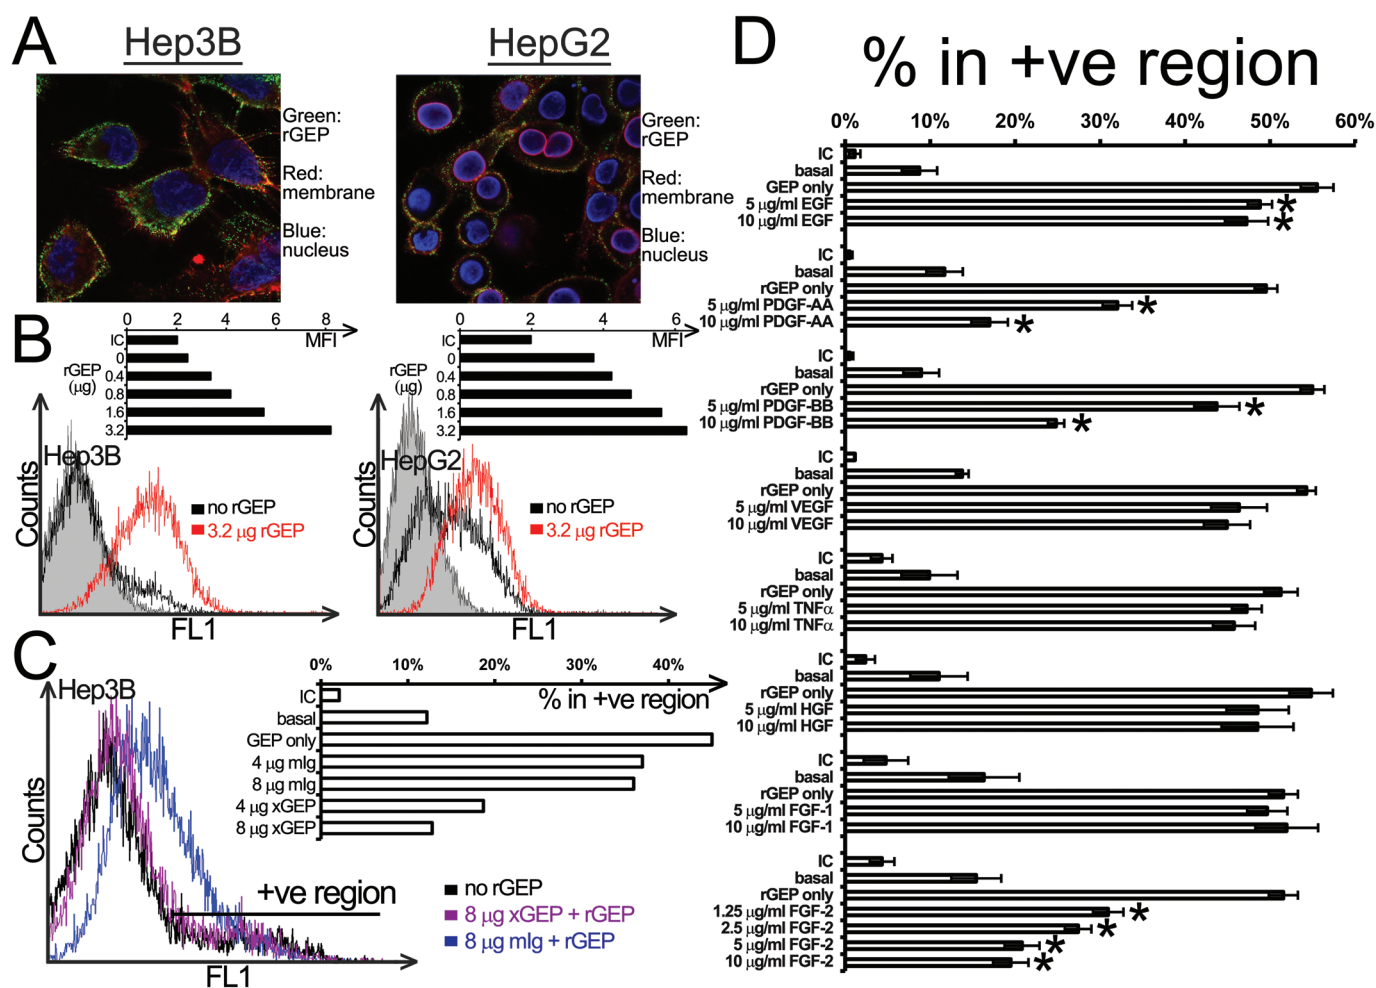 A
Hep3B
Green:
rGEP
Red:
membrane
Blue:
nucleus
HepG2
Green:
rGEP
Red:
membrane
Blue:
nucleus
B
0 2 4 6 8
MFI
IC
0
0.4
0.8
1.6
3.2
rGEP
(µg)
Hep3B
Counts
no rGEP
3.2 µg rGEP
FL1
0 2 4 6
MFI
IC
0
0.4
0.8
1.6
3.2
rGEP
(µg)
HepG2
Counts
no rGEP
3.2 µg rGEP
FL1
C
Hep3B
Counts
FL1
+ve region
0% 10% 20% 30% 40%
% in +ve region
IC
basal
GEP only
4 µg mIg
8 µg mIg
4 µg xGEP
8 µg xGEP
no rGEP
8 µg xGEP + rGEP
8 µg mIg + rGEP
D
% in +ve region
0% 10% 20% 30% 40% 50% 60%
IC
basal
GEP only
5 µg/ml EGF *
10 µg/ml EGF *
IC
basal
rGEP only
5 µg/ml PDGF-AA *
10 µg/ml PDGF-AA *
IC
basal
rGEP only
5 µg/ml PDGF-BB *
10 µg/ml PDGF-BB *
IC
basal
rGEP only
5 µg/ml VEGF
10 µg/ml VEGF
IC
basal
rGEP only
5 µg/ml TNFα
10 µg/ml TNFα
IC
basal
rGEP only
5 µg/ml HGF
10 µg/ml HGF
IC
basal
rGEP only
5 µg/ml FGF-1
10 µg/ml FGF-1
IC
basal
rGEP only
1.25 µg/ml FGF-2 *
2.5 µg/ml FGF-2 *
5 µg/ml FGF-2 *
10 µg/ml FGF-2 *